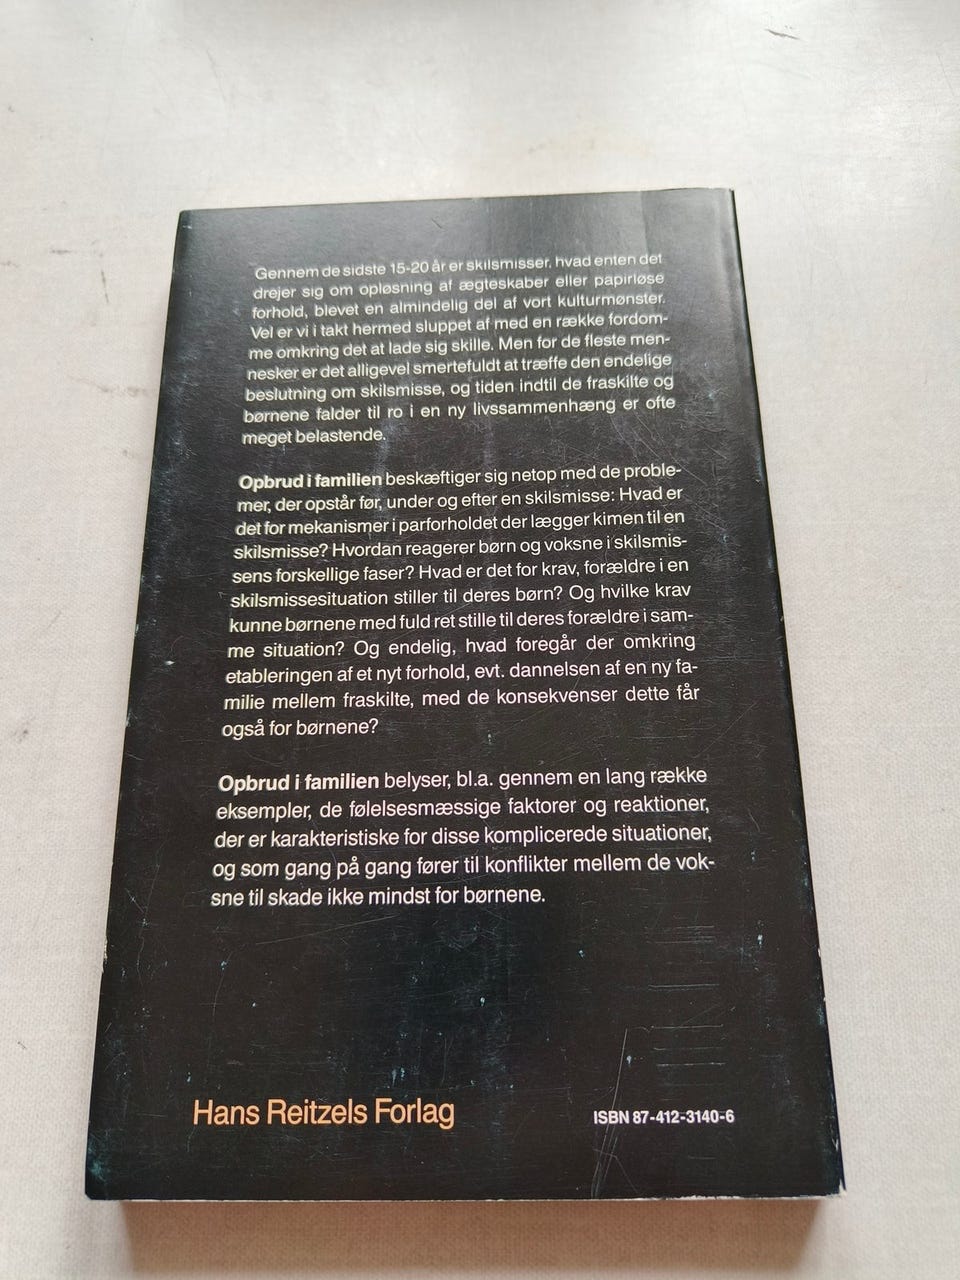 Gennem de sidste 15-20 år er skilsmisser, hvad enten det
drejer sig om opløsning af ægteskaber eller papirløse
forhold, blevet en almindelig del af vort kulturmønster.
Vel er vi i takt hermed sluppet af med en række fordom-
me omkring det at lade sig skille. Men for de fleste men-
nesker er det alligevel smertefuldt at træffe den endelige
beslutning om skilsmisse, og tiden indtil de fraskilte og
børnene falder til ro i en ny livssammenhæng er ofte
meget belastende.
Opbrud i familien beskæftiger sig netop med de proble-
mer, der opstår før, under og efter en skilsmisse: Hvad er
det for mekanismer i parforholdet der lægger kimen til en
skilsmisse? Hvordan reagerer børn og voksne i skilsmis-
sens forskellige faser? Hvad er det for krav, forældre i en
skilsmissesituation stiller til deres børn? Og hvilke krav
kunne børnene med fuld ret stille til deres forældre i sam-
me situation? Og endelig, hvad foregår der omkring
etableringen af et nyt forhold, evt. dannelsen af en ny fa-
milie mellem fraskilte, med de konsekvenser dette får
også for børnene?
Opbrud i familien belyser, bl.a. gennem en lang række
eksempler, de følelsesmæssige faktorer og reaktioner,
der er karakteristiske for disse komplicerede situationer,
og som gang på gang fører til konflikter mellem de vok-
sne til skade ikke mindst for børnene.
Hans Reitzels Forlag
ISBN 87-412-3140-6